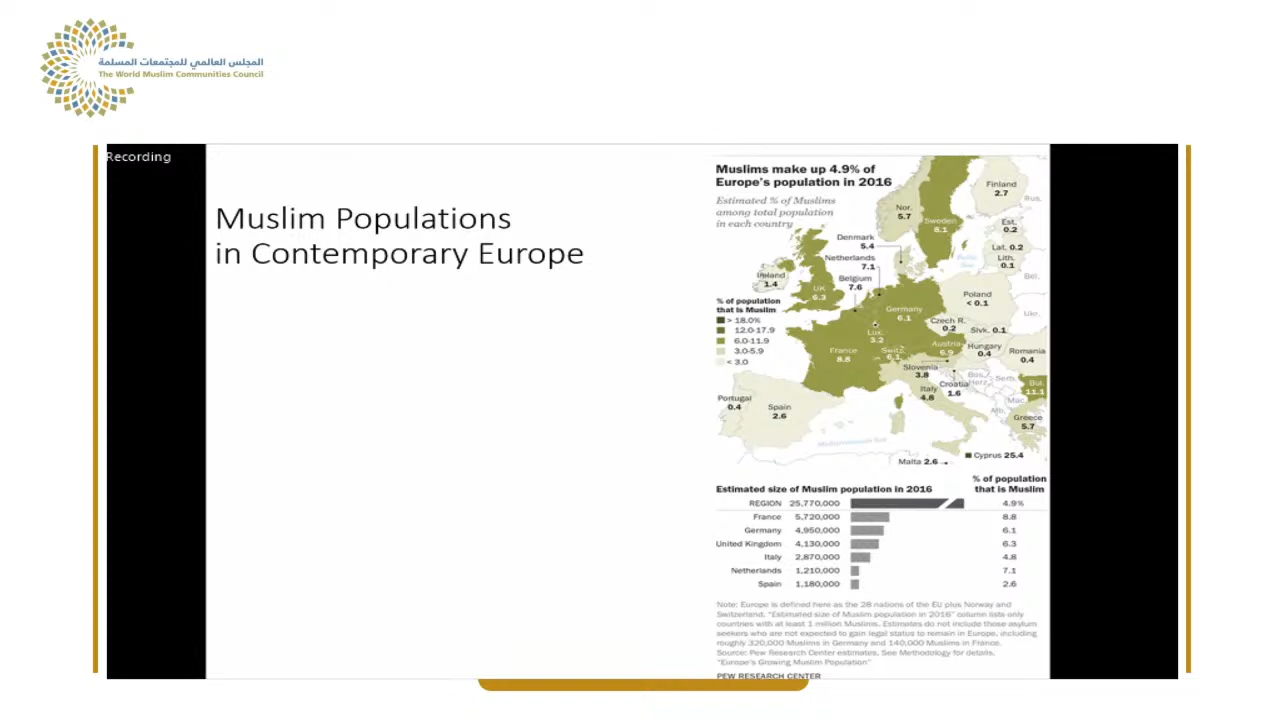 المجلس العالمي للمجتمعات المسلمة
The World Muslim Communities Council
Recording
Muslim Populations
in Contemporary Europe
Muslims make up 4.9% of
Europe's population in 2016
Estimated % of Muslims
among total population
in each country
Finland
2.7
Rus.
Nor.
5.7
Sweden
8.1
Est.
0.2
Denmark
5.4
Lat. 0.2
Netherlands
7.1
Lith.
0.1
Baltic
Sea
Ireland
1.4
Belgium
7.6
Bel.
UK
6.3
Poland
< 0.1
% of population
that is Muslim
> 18.0%
12.0-17.9
6.0-11.9
3.0-5.9
< 3.0
Germany
6.1
Ukr.
Czech R.
0.2
Slvk. 0.1
Lux.
3.2
France
8.8
Switz.
6.1
Austria
6.9
Hungary
0.4
Romania
0.4
Slovenia
3.8
Croatia
1.6
Bos.
Herz.
Serb.
Bul.
11.1
Italy
4.8
Portugal
0.4
Spain
2.6
Mac.
Alb.
Greece
5.7
Mediterranean Sea
Malta 2.6
Cyprus 25.4
Estimated size of Muslim population in 2016
% of population
that is Muslim
REGION 25,770,000 4.9%
France 5,720,000 8.8
Germany 4,950,000 6.1
United Kingdom 4,130,000 6.3
Italy 2,870,000 4.8
Netherlands 1,210,000 7.1
Spain 1,180,000 2.6
Note: Europe is defined here as the 28 nations of the EU plus Norway and
Switzerland. "Estimated size of Muslim population in 2016" column lists only
countries with at least 1 million Muslims. Estimates do not include those asylum
seekers who are not expected to gain legal status to remain in Europe, including
roughly 320,000 Muslims in Germany and 140,000 Muslims in France.
Source: Pew Research Center estimates. See Methodology for details.
"Europe's Growing Muslim Population"
PEW RESEARCH CENTER